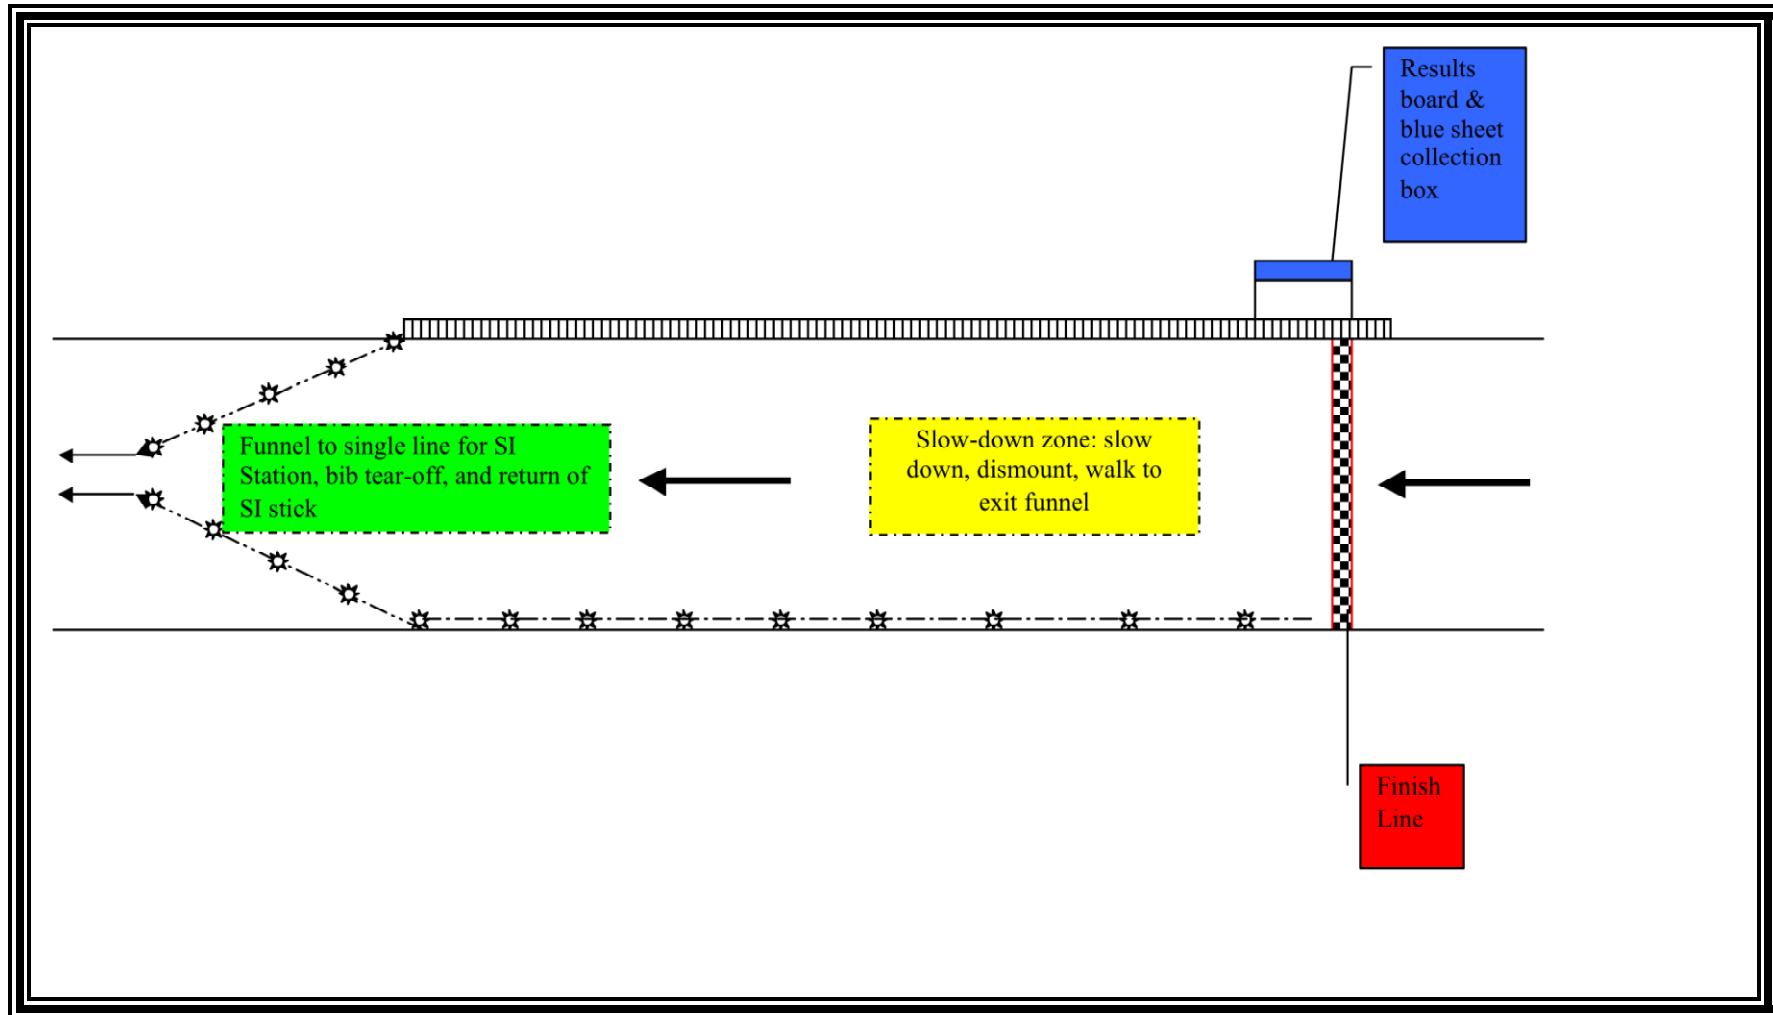 Results
board &
blue sheet
collection
box
Funnel to single line for SI
Station, bib tear-off, and return of
SI stick
Slow-down zone: slow
down, dismount, walk to
exit funnel
Finish
Line